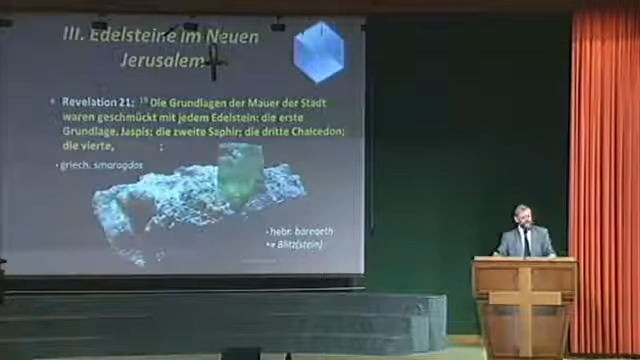 III. Edelsteine im Neuen
Jerusalem
Revelation 21: 19 Die Grundlagen der Mauer der Stadt
waren geschmückt mit jedem Edelstein: die erste
Grundlage, Jaspis; die zweite Saphir; die dritte Chalcedon;
die vierte, ;
griech. smaragdos
hebr. bareqeth
Blitz(stein)